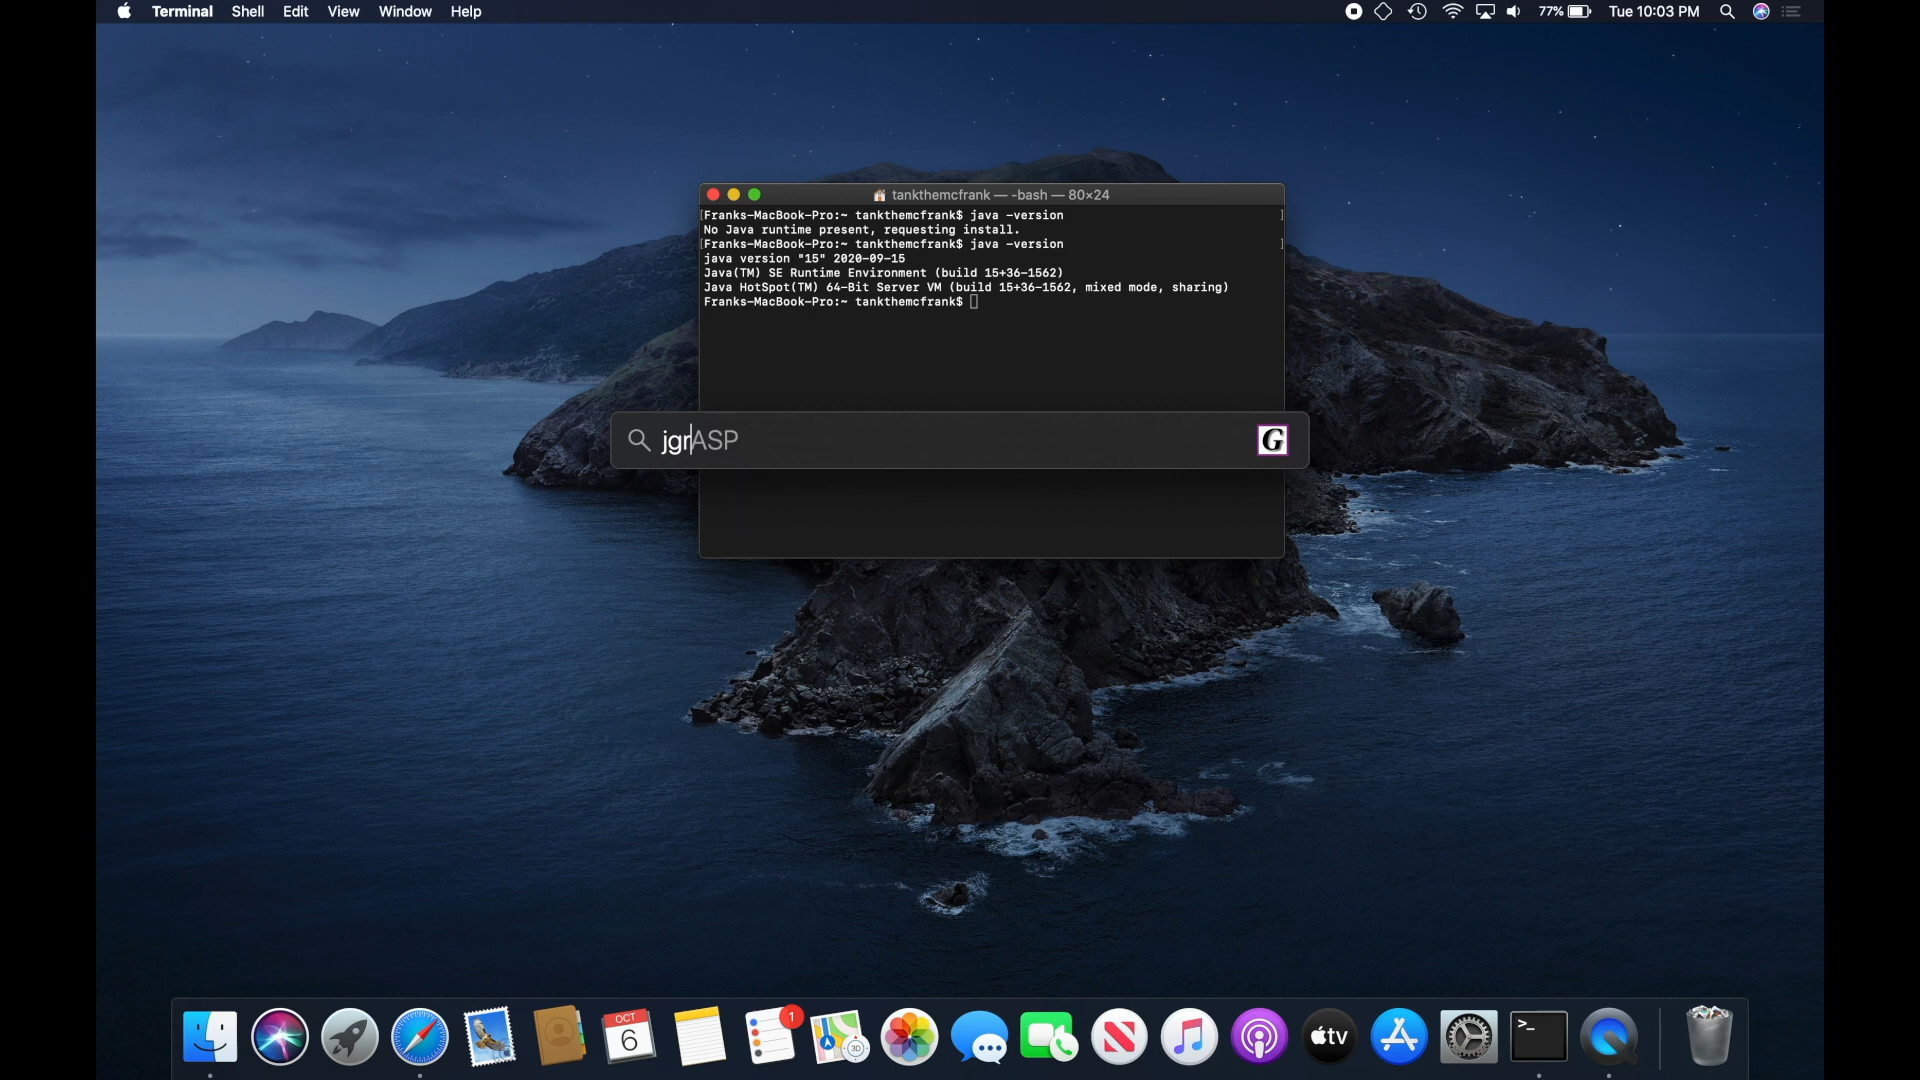 Terminal Shell Edit View Window Help 77% Tue 10:03 PM
tankthemcfrank — -bash — 80×24
[Franks-MacBook-Pro:~ tankthemcfrank$ java -version ]
No Java runtime present, requesting install.
[Franks-MacBook-Pro:~ tankthemcfrank$ java -version ]
java version "15" 2020-09-15
Java(TM) SE Runtime Environment (build 15+36-1562)
Java HotSpot(TM) 64-Bit Server VM (build 15+36-1562, mixed mode, sharing)
Franks-MacBook-Pro:~ tankthemcfrank$
jgrASP G
OCT
6
1
3D
tv
>_